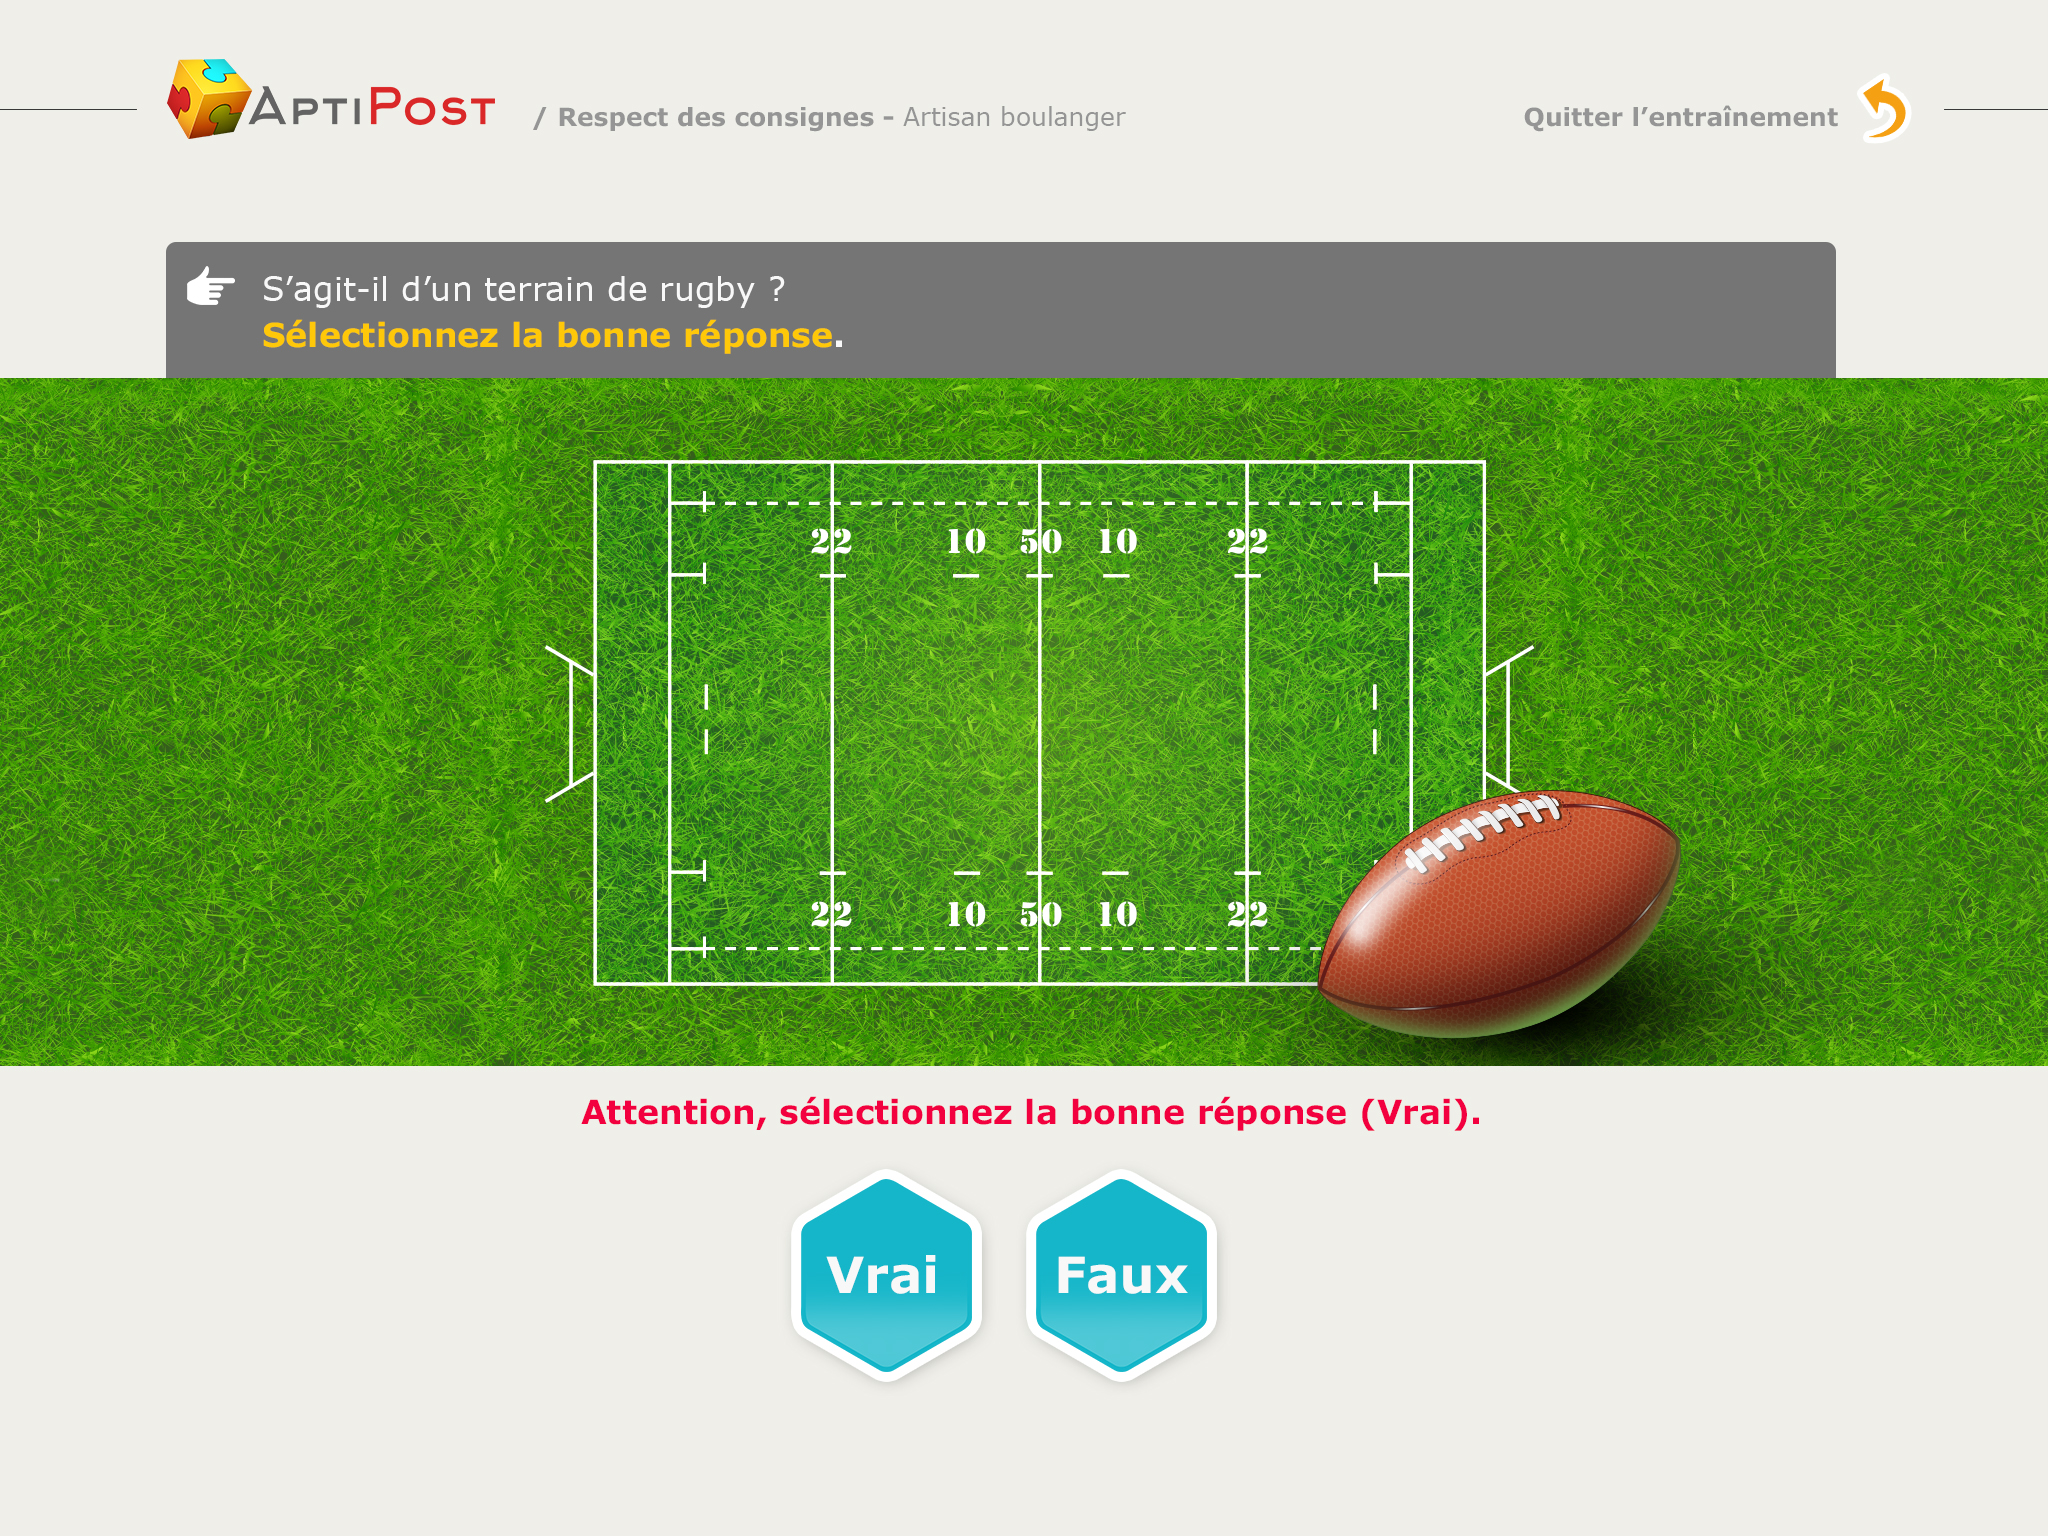 APTIPOST / Respect des consignes - Artisan boulanger
Quitter l’entraînement
S’agit-il d’un terrain de rugby ?
Sélectionnez la bonne réponse.
22 10 50 10 22
22 10 50 10 22
Attention, sélectionnez la bonne réponse (Vrai).
Vrai Faux